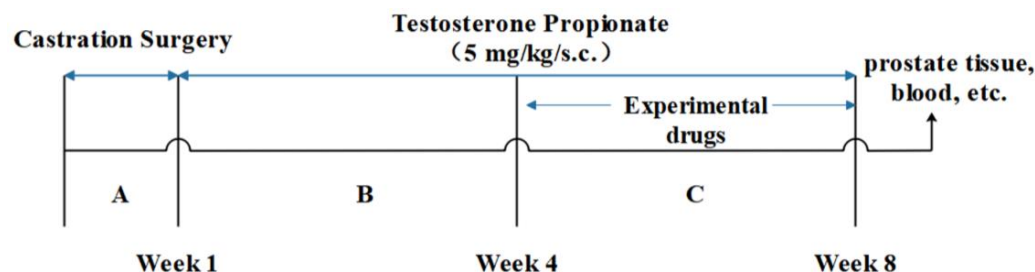 Castration Surgery
Testosterone Propionate
（5 mg/kg/s.c.）
prostate tissue,
blood, etc.
Experimental
drugs
A
B
C
Week 1
Week 4
Week 8